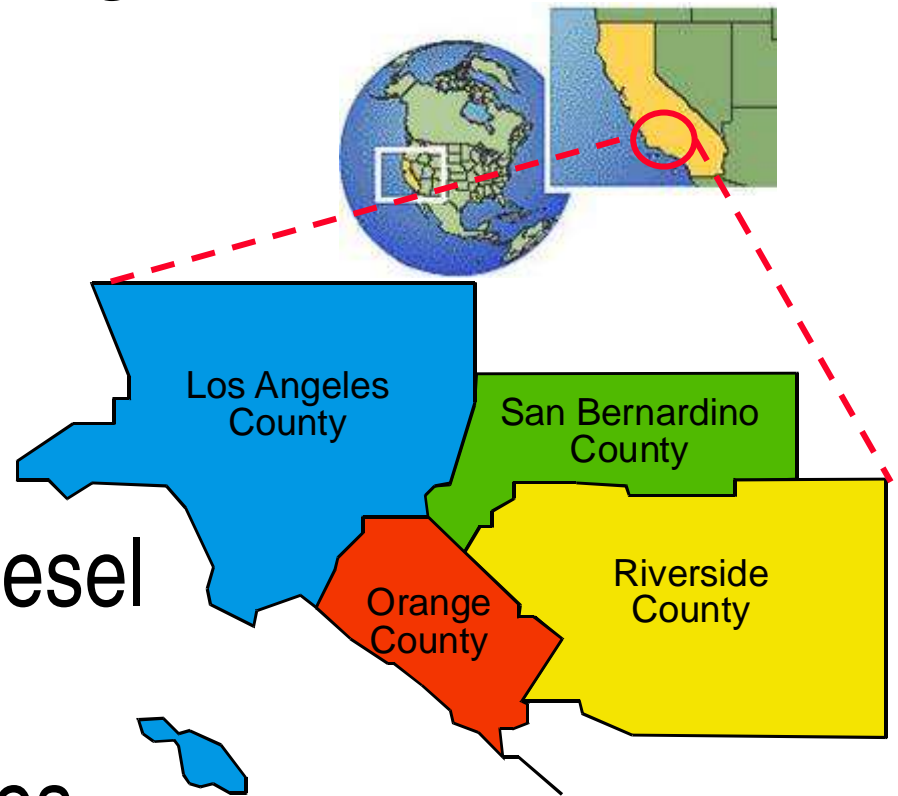 Los Angeles
County
San Bernardino
County
esel
Riverside
County
Orange
County